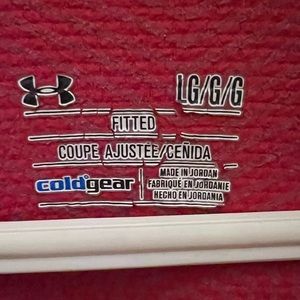 LG/G/G
FITTED
COUPE AJUSTÉE/CEÑIDA
coldgear
MADE IN JORDAN
FABRIQUÉ EN JORDANIE
HECHO EN JORDANIA